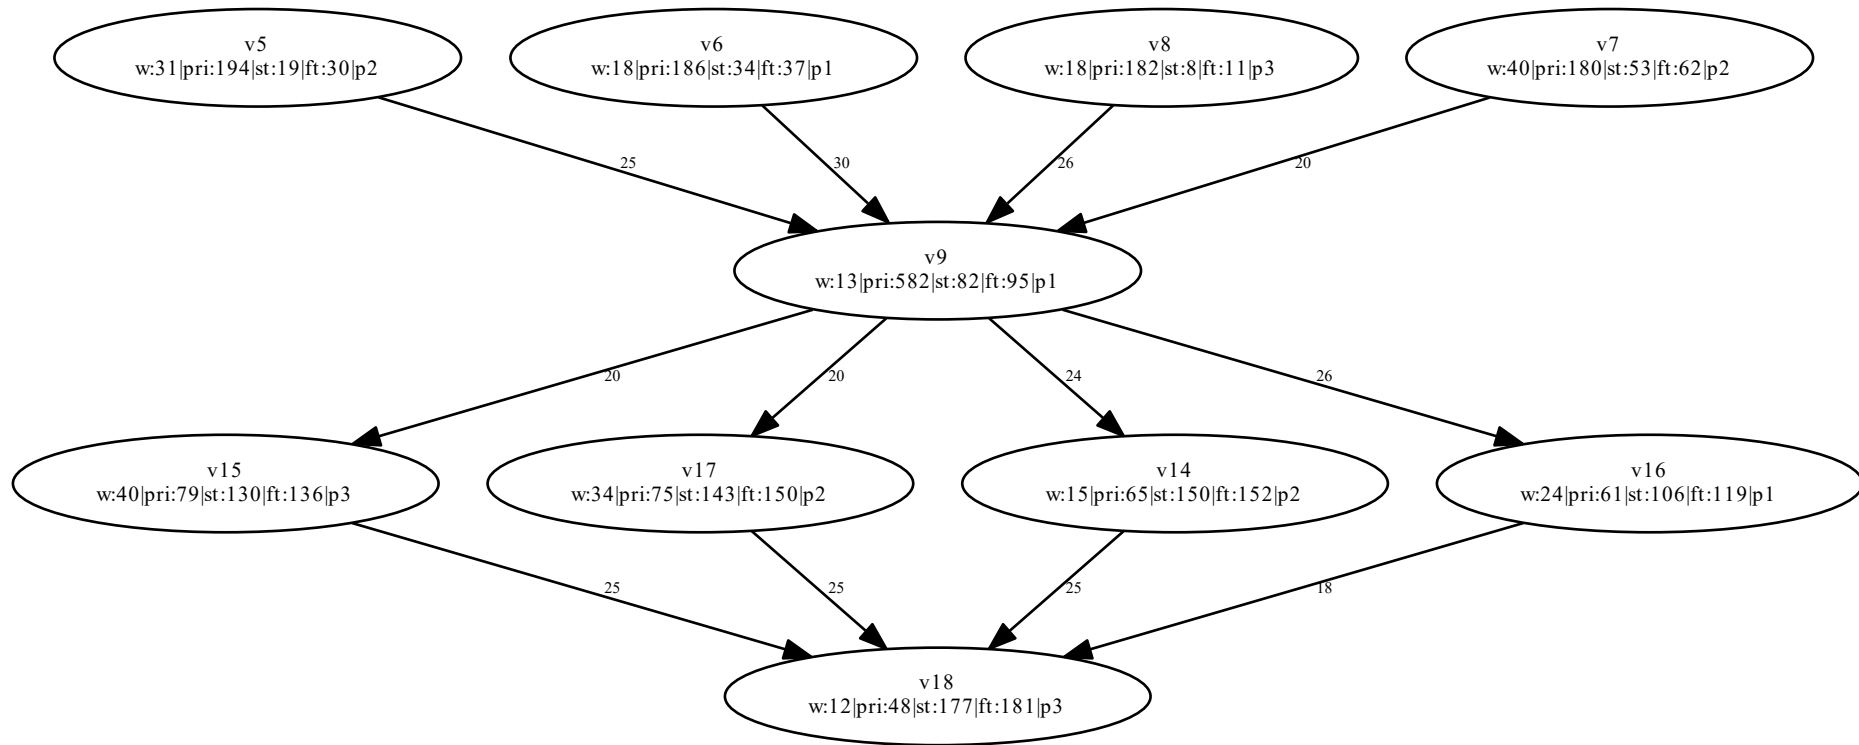 v5
w:31|pri:194|st:19|ft:30|p2
v6
w:18|pri:186|st:34|ft:37|p1
v8
w:18|pri:182|st:8|ft:11|p3
v7
w:40|pri:180|st:53|ft:62|p2
25
30
26
20
v9
w:13|pri:582|st:82|ft:95|p1
20
20
24
26
v15
w:40|pri:79|st:130|ft:136|p3
v17
w:34|pri:75|st:143|ft:150|p2
v14
w:15|pri:65|st:150|ft:152|p2
v16
w:24|pri:61|st:106|ft:119|p1
25
25
25
18
v18
w:12|pri:48|st:177|ft:181|p3